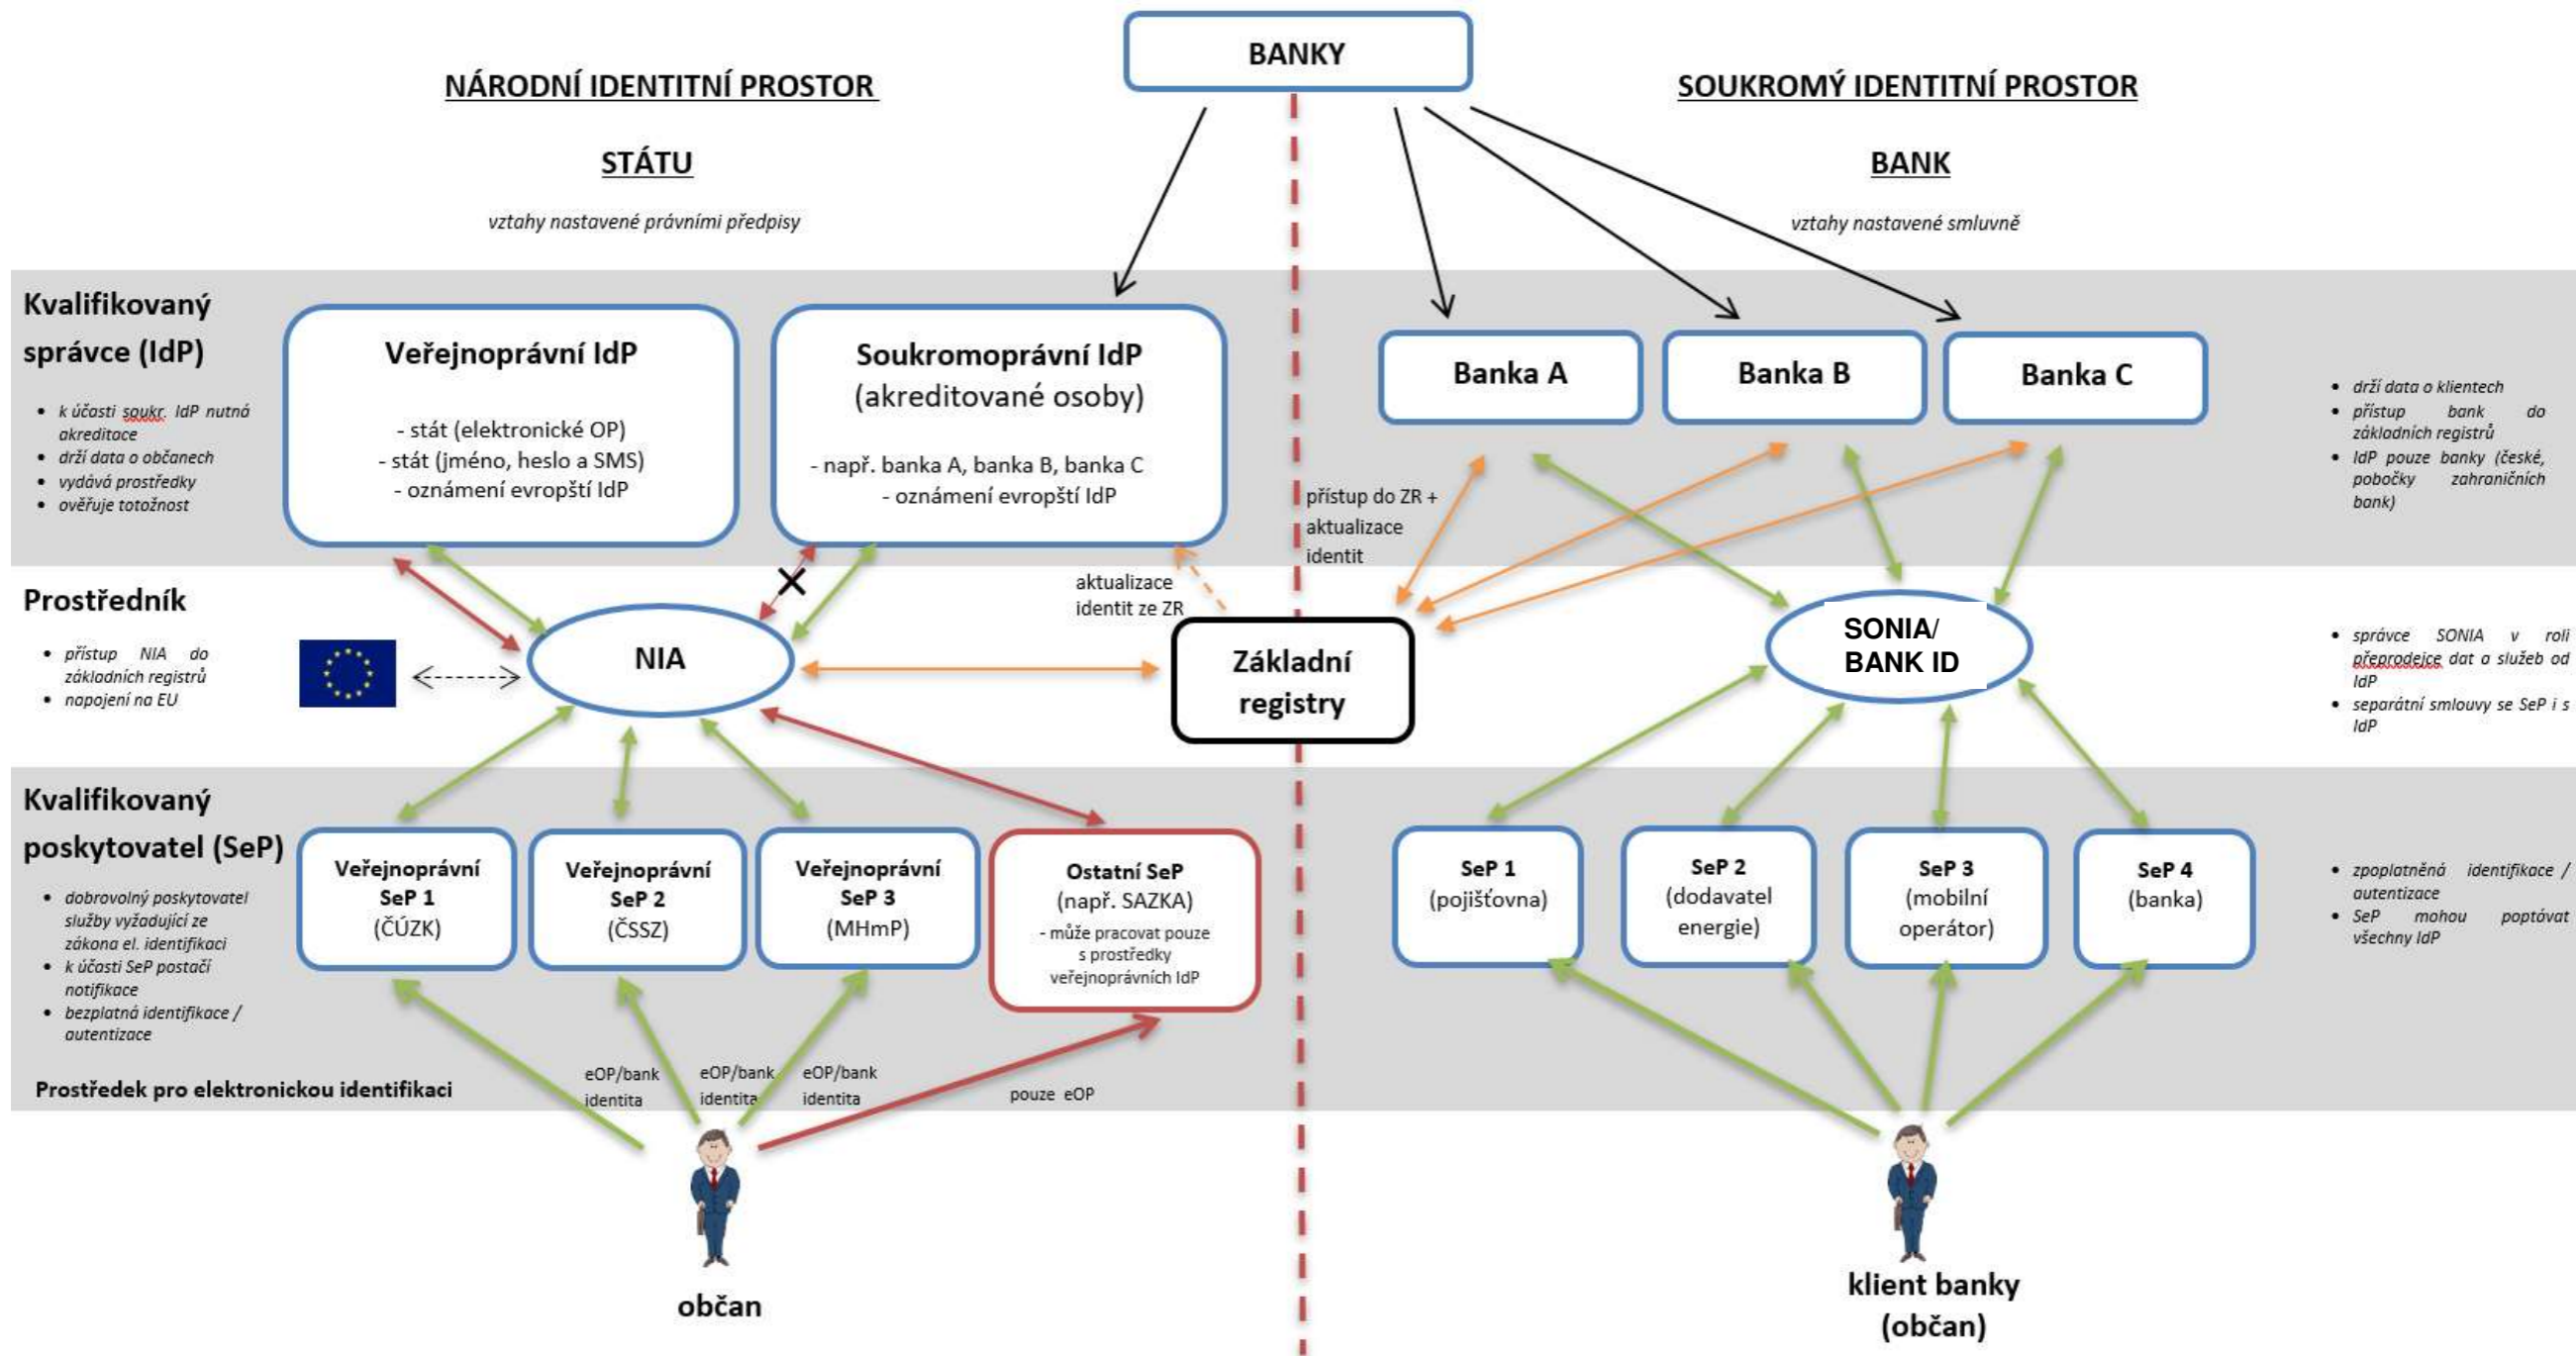 BANKY
NÁRODNÍ IDENTITNÍ PROSTOR
STÁTU
vztahy nastavené právními předpisy
SOUKROMÝ IDENTITNÍ PROSTOR
BANK
vztahy nastavené smluvně
Kvalifikovaný
správce (IdP)
• k účasti soukr. IdP nutná
akreditace
• drží data o občanech
• vydává prostředky
• ověřuje totožnost
Veřejnoprávní IdP
- stát (elektronické OP)
- stát (jméno, heslo a SMS)
- oznámení evropští IdP
Soukromoprávní IdP
(akreditované osoby)
- např. banka A, banka B, banka C
- oznámení evropští IdP
Banka A
Banka B
Banka C
• drží data o klientech
• přístup bank do
základních registrů
• IdP pouze banky (české,
pobočky zahraničních
bank)
přístup do ZR +
aktualizace
identit
Prostředník
• přístup NIA do
základních registrů
• napojení na EU
NIA
aktualizace
identit ze ZR
Základní
registry
SONIA/
BANK ID
• správce SONIA v roli
přeprodejce dat a služeb od
IdP
• separátní smlouvy se SeP i s
IdP
Kvalifikovaný
poskytovatel (SeP)
• dobrovolný poskytovatel
služby vyžadující ze
zákona el. identifikaci
• k účasti SeP postačí
notifikace
• bezplatná identifikace /
autentizace
Veřejnoprávní
SeP 1
(ČÚZK)
Veřejnoprávní
SeP 2
(ČSSZ)
Veřejnoprávní
SeP 3
(MHmP)
Ostatní SeP
(např. SAZKA)
- může pracovat pouze
s prostředky
veřejnoprávních IdP
SeP 1
(pojišťovna)
SeP 2
(dodavatel
energie)
SeP 3
(mobilní
operátor)
SeP 4
(banka)
• zpoplatněná identifikace /
autentizace
• SeP mohou poptávat
všechny IdP
Prostředek pro elektronickou identifikaci
eOP/bank
identita
eOP/bank
identita
eOP/bank
identita
pouze eOP
občan
klient banky
(občan)